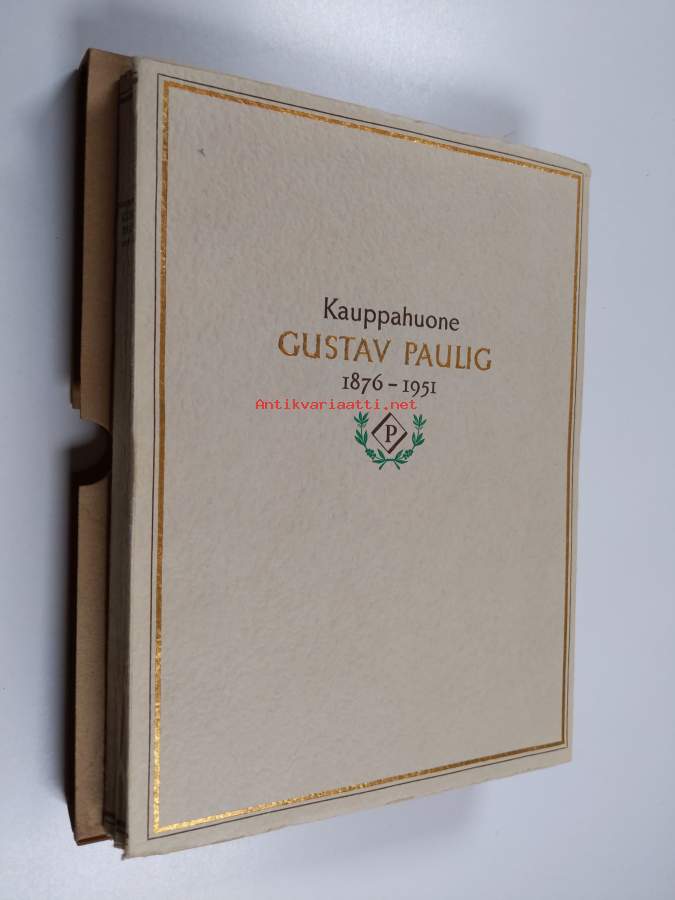 Kauppahuone
GUSTAV PAULIG
1876 – 1951
Antikvariaatti.net
P